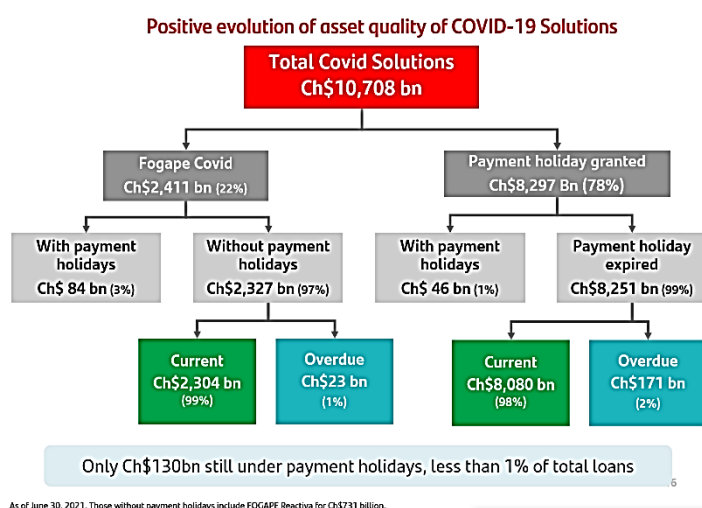 Positive evolution of asset quality of COVID-19 Solutions
Total Covid Solutions
Ch$10,708 bn
Fogape Covid
Ch$2,411 bn (22%)
Payment holiday granted
Ch$8,297 Bn (78%)
With payment
holidays
Ch$ 84 bn (3%)
Without payment
holidays
Ch$2,327 bn (97%)
With payment
holidays
Ch$ 46 bn (1%)
Payment holiday
expired
Ch$8,251 bn (99%)
Current
Ch$2,304 bn
(99%)
Overdue
Ch$23 bn
(1%)
Current
Ch$8,080 bn
(98%)
Overdue
Ch$171 bn
(2%)
Only Ch$130bn still under payment holidays, less than 1% of total loans
6
As of June 30, 2021. Those without payment holidays include FOGAPE Reactiva for Ch$731 billion.